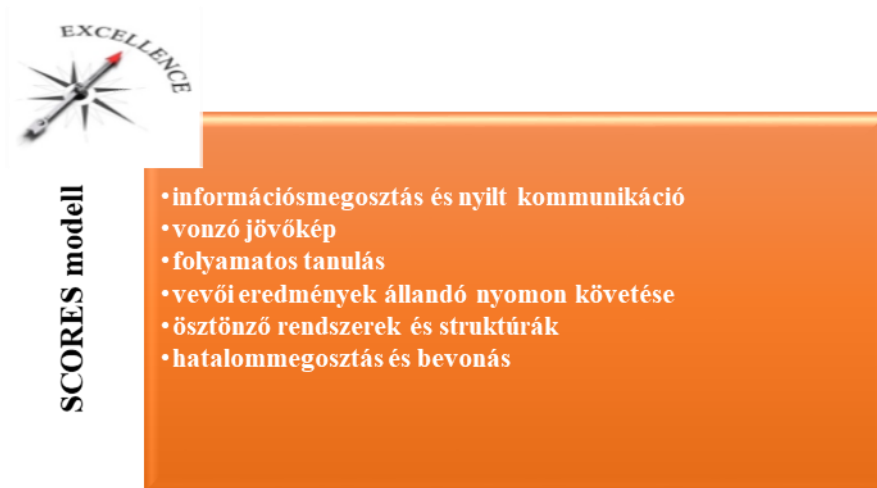 EXCELLENCE
SCORES modell
•információsmegosztás és nyilt kommunikáció
•vonzó jövőkép
•folyamatos tanulás
•vevői eredmények állandó nyomon követése
•ösztönző rendszerek és struktúrák
•hatalommegosztás és bevonás